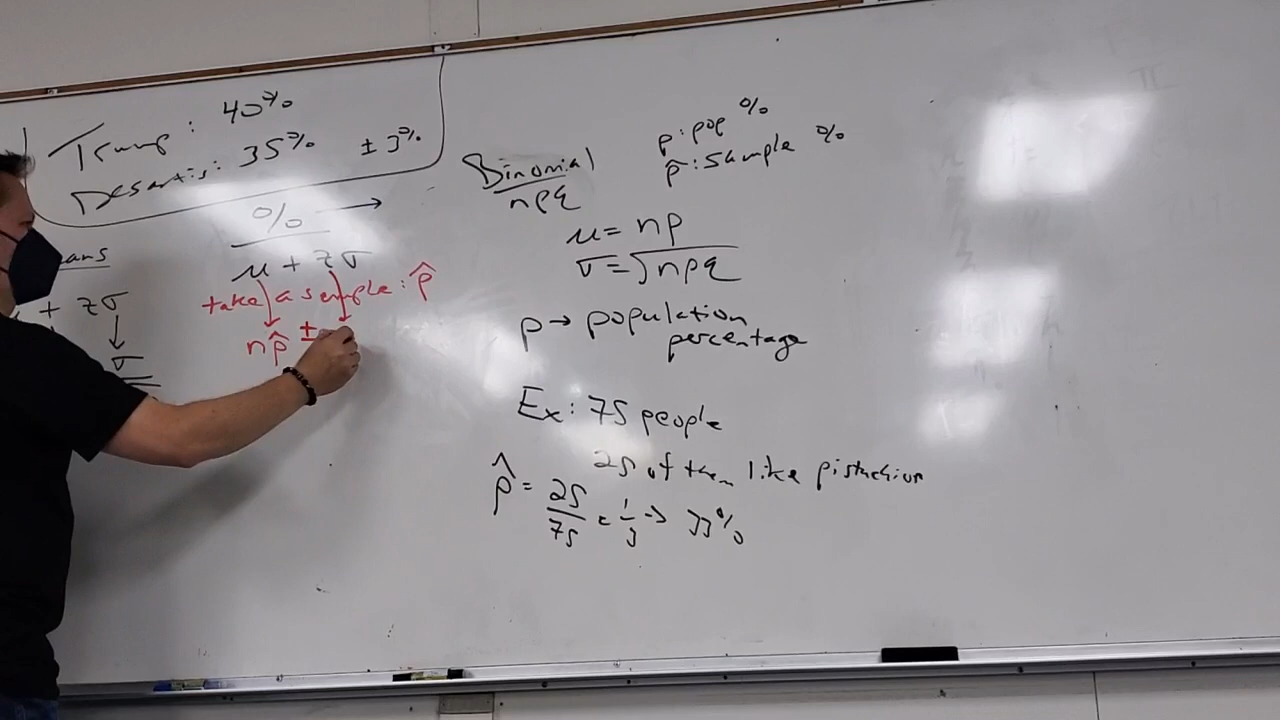 Trump: 40%
Desantis: 35% ±3%
ans
+ zσ
σ
% →
μ + zσ
take a sample: p̂
np̂ ±
Binomial
npq
p: pop %
p̂: sample %
μ = np
σ = √npq
p → population
percentage
Ex: 75 people
25 of them like pistachio
p̂ = 25/75 = 1/3 → 33%